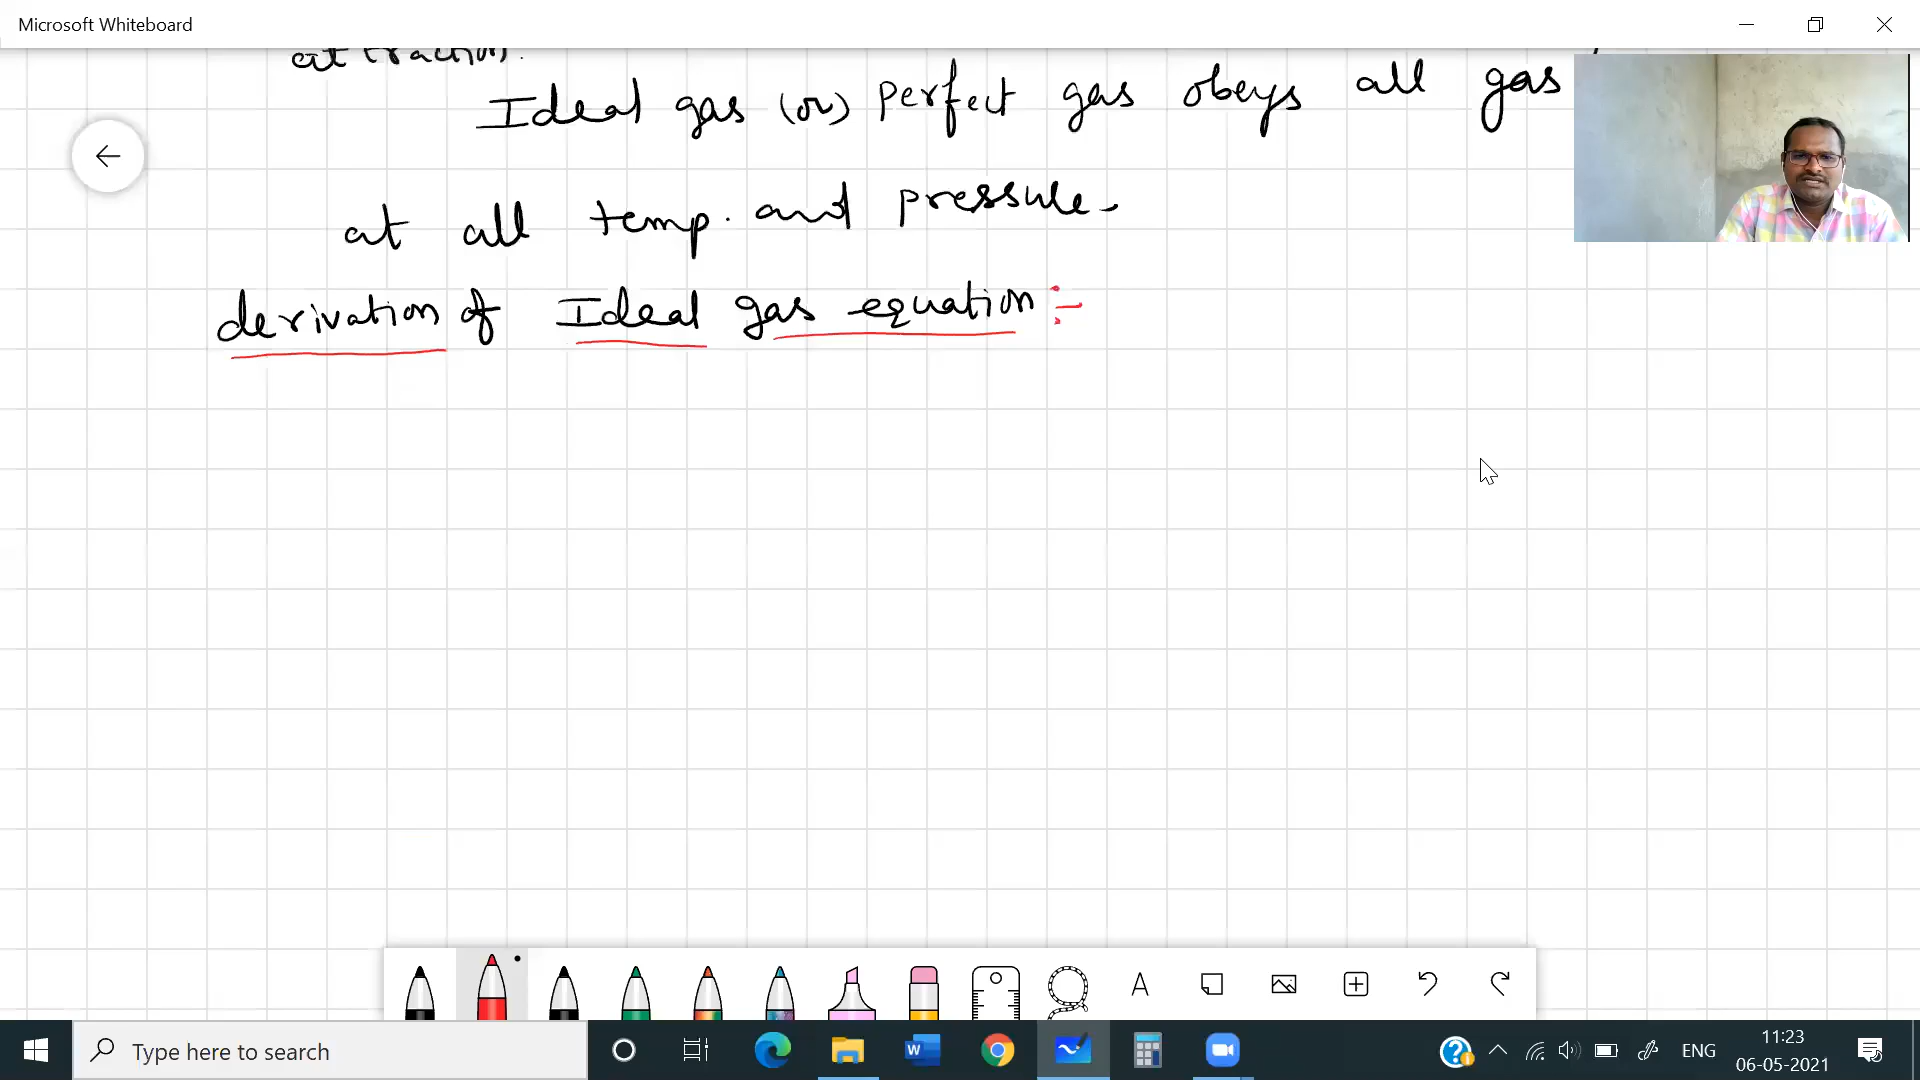 Microsoft Whiteboard
attraction.
Ideal gas (or) perfect gas obeys all gas
at all temp. and pressure.
derivation of Ideal gas equation :-
A
Type here to search
ENG
11:23
06-05-2021